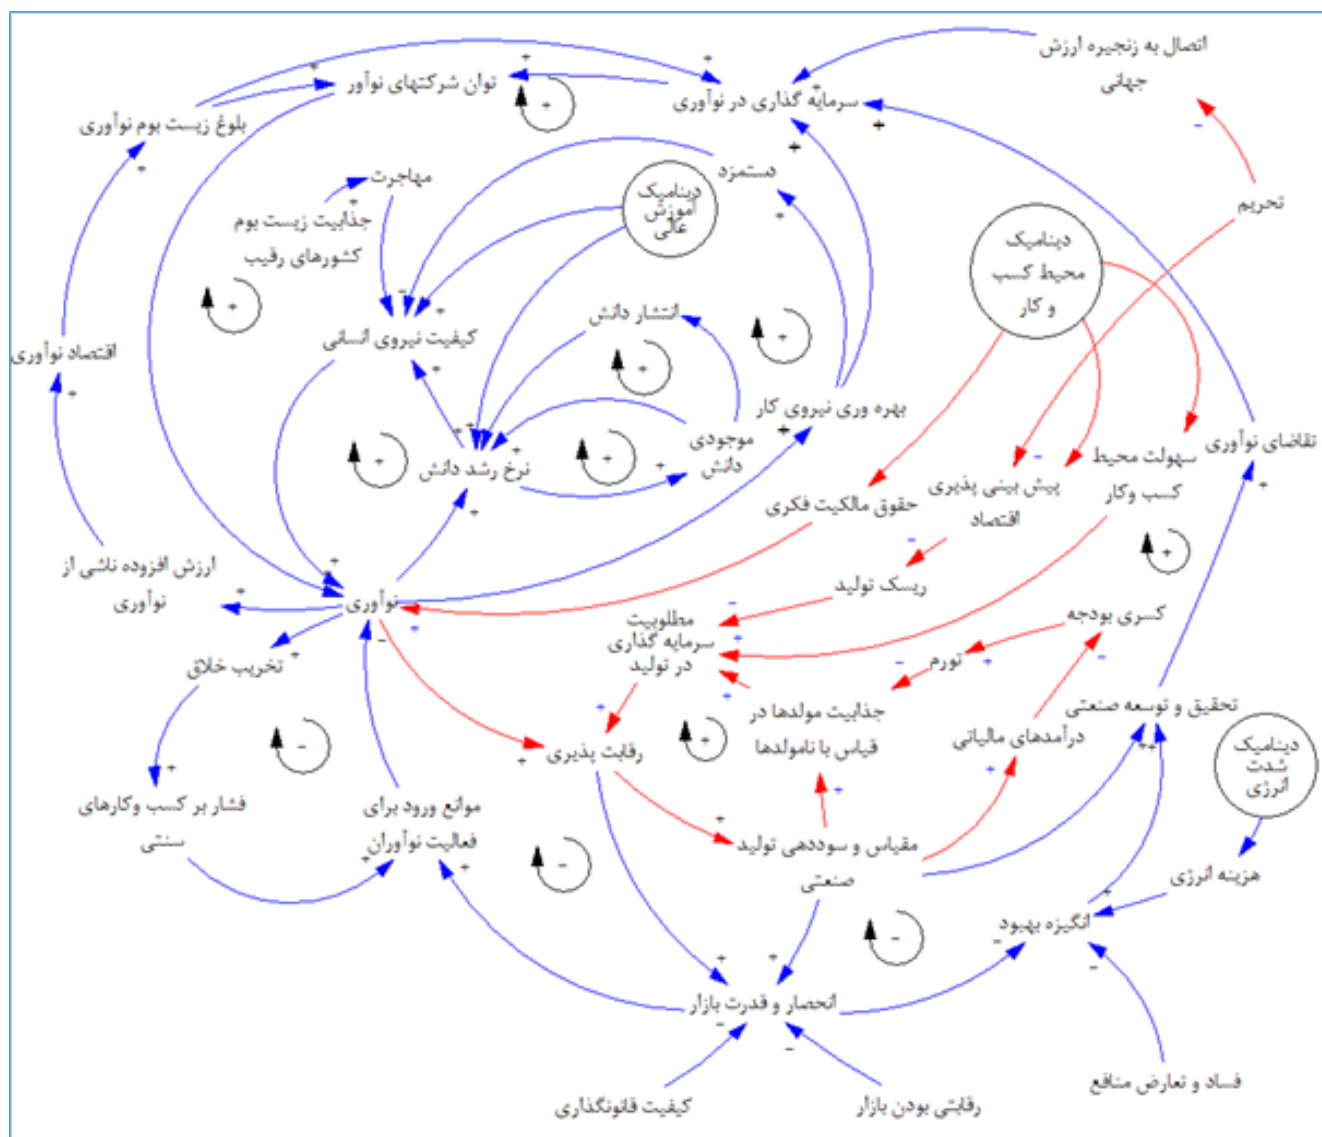 اتصال به زنجیره ارزش
جهانی
توان شرکتهای نوآور
سرمایه گذاری در نوآوری
بلوغ زیست بوم نوآوری
مهاجرت
دستمزد
دینامیک
آموزش
عالی
تحریم
جذابیت زیست بوم
کشورهای رقیب
دینامیک
محیط کسب
و کار
انتشار دانش
کیفیت نیروی انسانی
اقتصاد نوآوری
بهره وری نیروی کار
موجودی
دانش
نرخ رشد دانش
تقاضای نوآوری
سهولت محیط
کسب وکار
پیش بینی پذیری
اقتصاد
حقوق مالکیت فکری
ارزش افزوده ناشی از
نوآوری
نوآوری
ریسک تولید
مطلوبیت
سرمایه گذاری
در تولید
کسری بودجه
تورم
تخریب خلاق
جذابیت مولدها در
قیاس با نامولدها
تحقیق و توسعه صنعتی
درآمدهای مالیاتی
دینامیک
شدت
انرژی
رقابت پذیری
فشار بر کسب وکارهای
سنتی
موانع ورود برای
فعالیت نوآوران
مقیاس و سوددهی تولید
صنعتی
هزینه انرژی
انگیزه بهبود
انحصار و قدرت بازار
فساد و تعارض منافع
رقابتی بودن بازار
کیفیت قانونگذاری